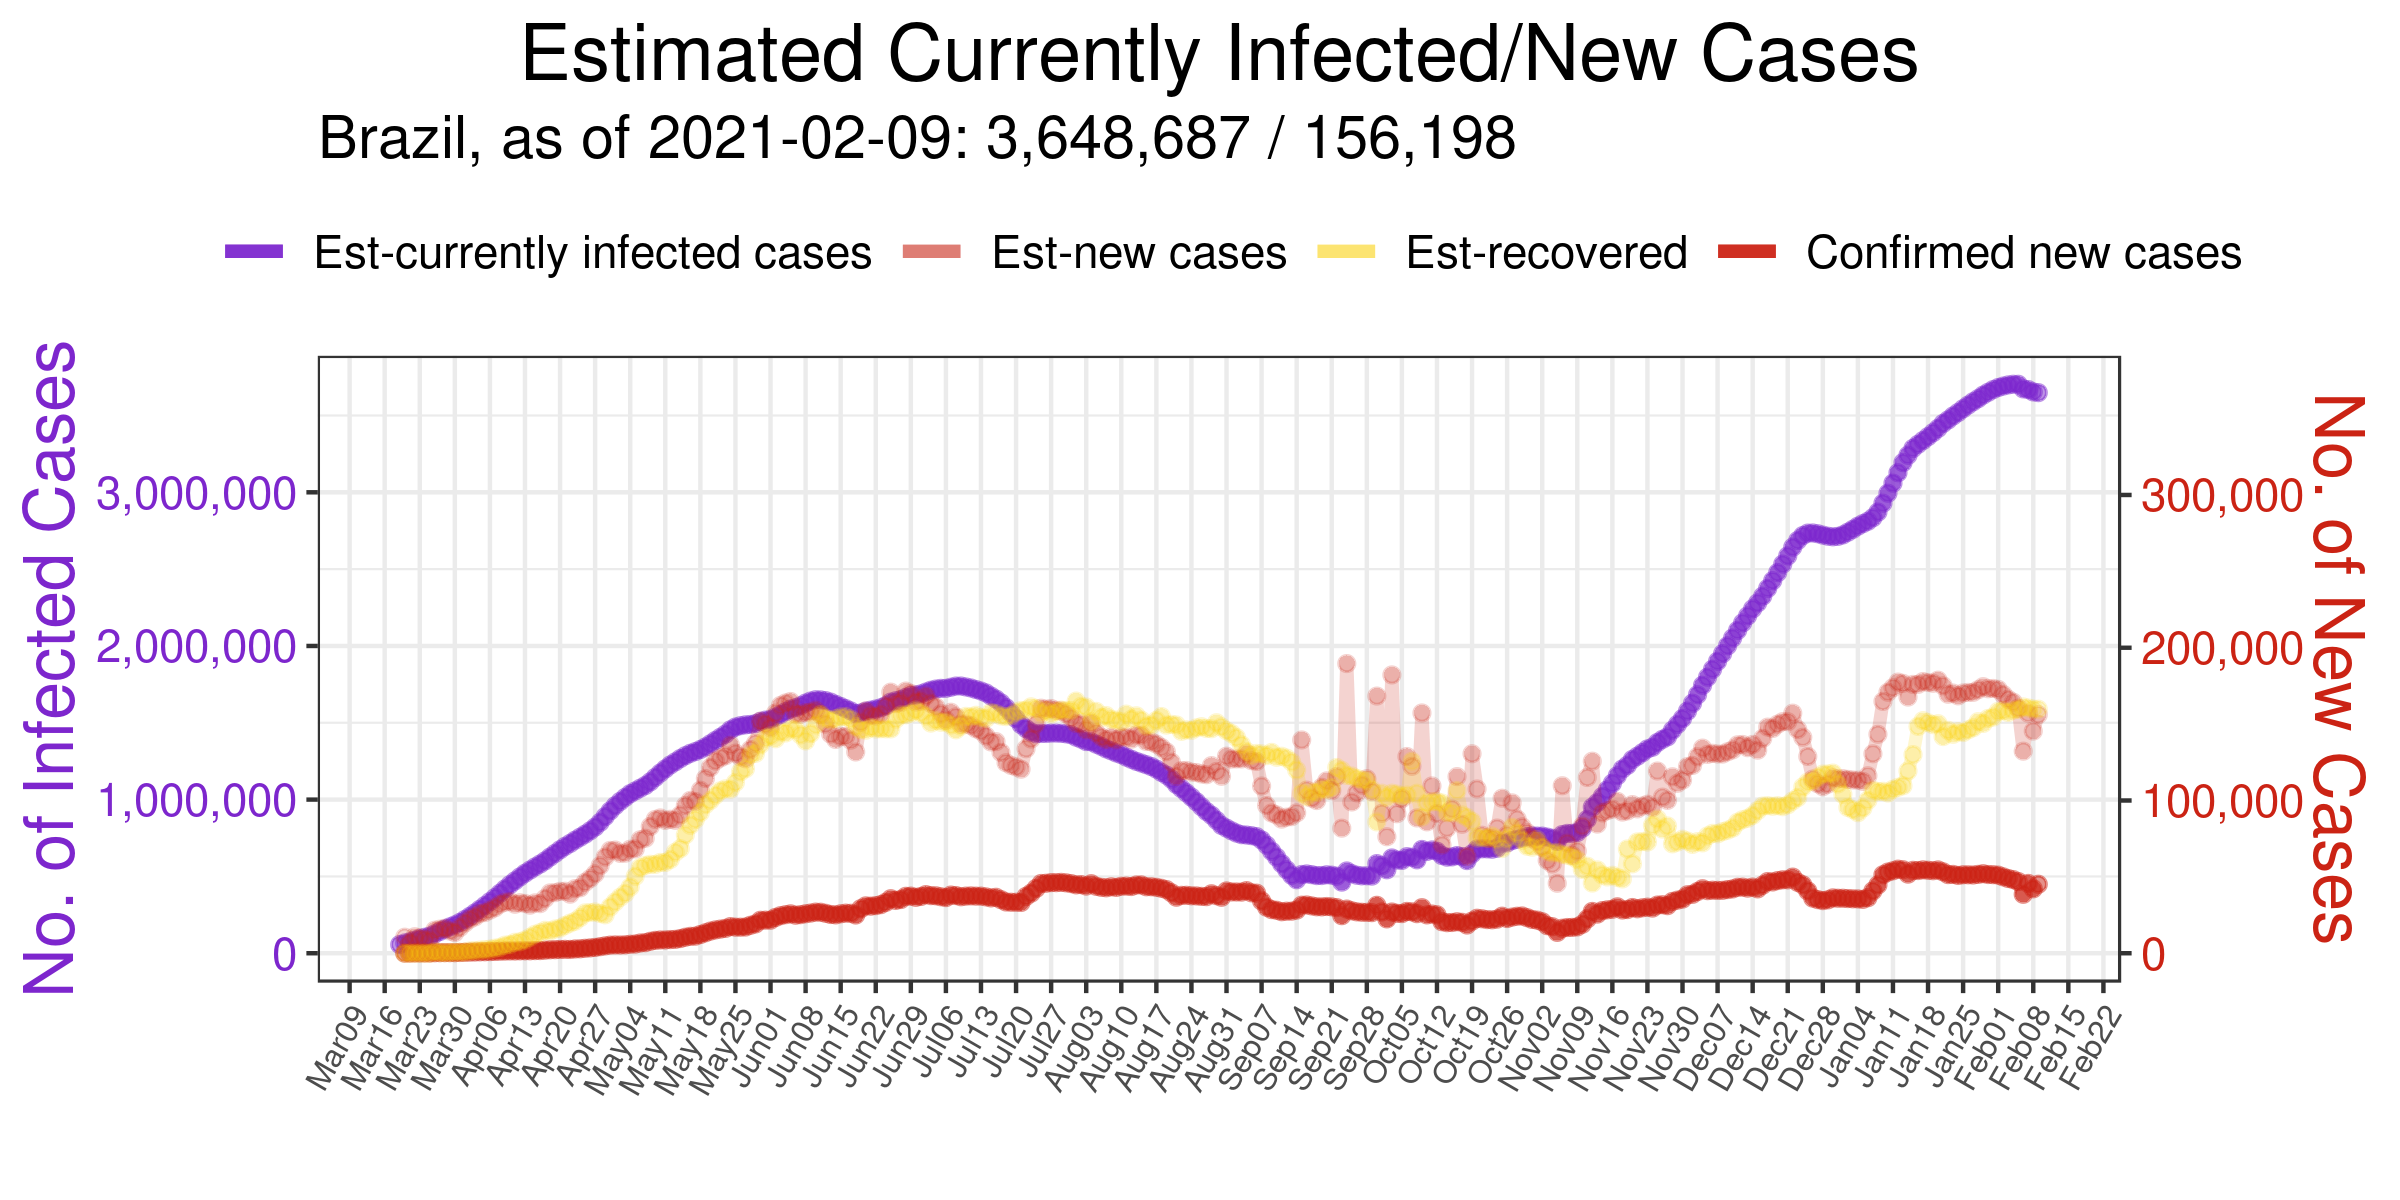 Estimated Currently Infected/New Cases
Brazil, as of 2021-02-09: 3,648,687 / 156,198
Est-currently infected cases Est-new cases Est-recovered Confirmed new cases
No. of Infected Cases
3,000,000
2,000,000
1,000,000
0
300,000
200,000
100,000
0
No. of New Cases
Mar09 Mar16 Mar23 Mar30 Apr06 Apr13 Apr20 Apr27 May04 May11 May18 May25 Jun01 Jun08 Jun15 Jun22 Jun29 Jul06 Jul13 Jul20 Jul27 Aug03 Aug10 Aug17 Aug24 Aug31 Sep07 Sep14 Sep21 Sep28 Oct05 Oct12 Oct19 Oct26 Nov02 Nov09 Nov16 Nov23 Nov30 Dec07 Dec14 Dec21 Dec28 Jan04 Jan11 Jan18 Jan25 Feb01 Feb08 Feb15 Feb22